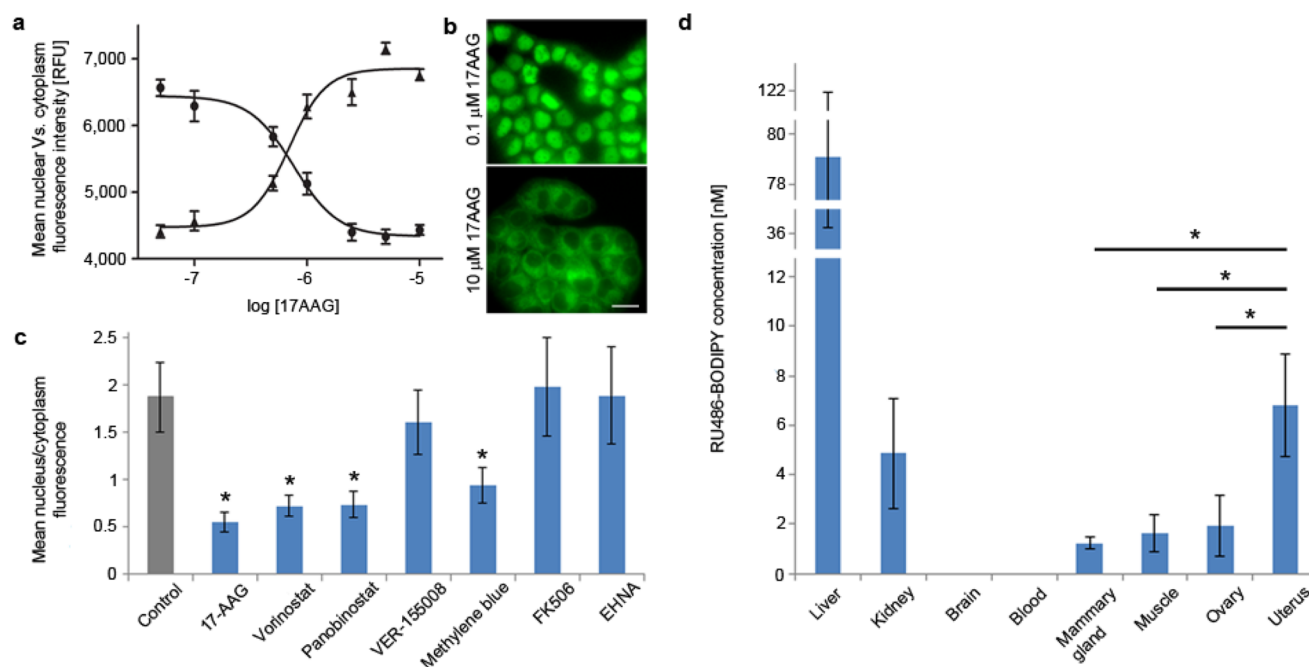 a
Mean nuclear Vs. cytoplasm
fluorescence intensity [RFU]
7,000
6,000
5,000
4,000
-7
-6
-5
log [17AAG]
b
0.1 µM 17AAG
10 µM 17AAG
c
Mean nucleus/cytoplasm
fluorescence
2.5
2
1.5
1
0.5
0
*
*
*
*
Control
17-AAG
Vorinostat
Panobinostat
VER-155008
Methylene blue
FK506
EHNA
d
RU486-BODIPY concentration [nM]
122
80
78
36
12
10
8
6
4
2
0
*
*
*
Liver
Kidney
Brain
Blood
Mammary
gland
Muscle
Ovary
Uterus